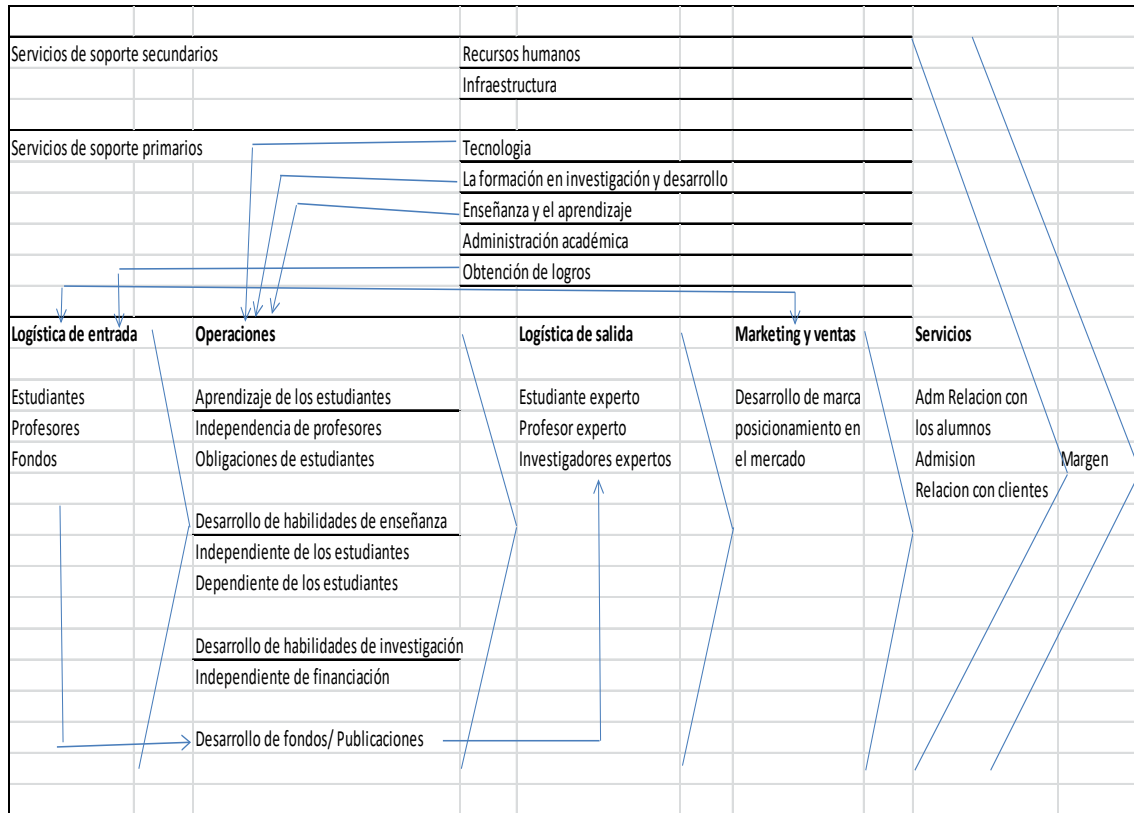 Servicios de soporte secundarios
Recursos humanos
Infraestructura
Servicios de soporte primarios
Tecnologia
La formación en investigación y desarrollo
Enseñanza y el aprendizaje
Administración académica
Obtención de logros
Logística de entrada
Operaciones
Logística de salida
Marketing y ventas
Servicios
Estudiantes
Aprendizaje de los estudiantes
Estudiante experto
Desarrollo de marca
Adm Relacion con
Profesores
Independencia de profesores
Profesor experto
posicionamiento en
los alumnos
Fondos
Obligaciones de estudiantes
Investigadores expertos
el mercado
Admision
Margen
Relacion con clientes
Desarrollo de habilidades de enseñanza
Independiente de los estudiantes
Dependiente de los estudiantes
Desarrollo de habilidades de investigación
Independiente de financiación
Desarrollo de fondos/ Publicaciones